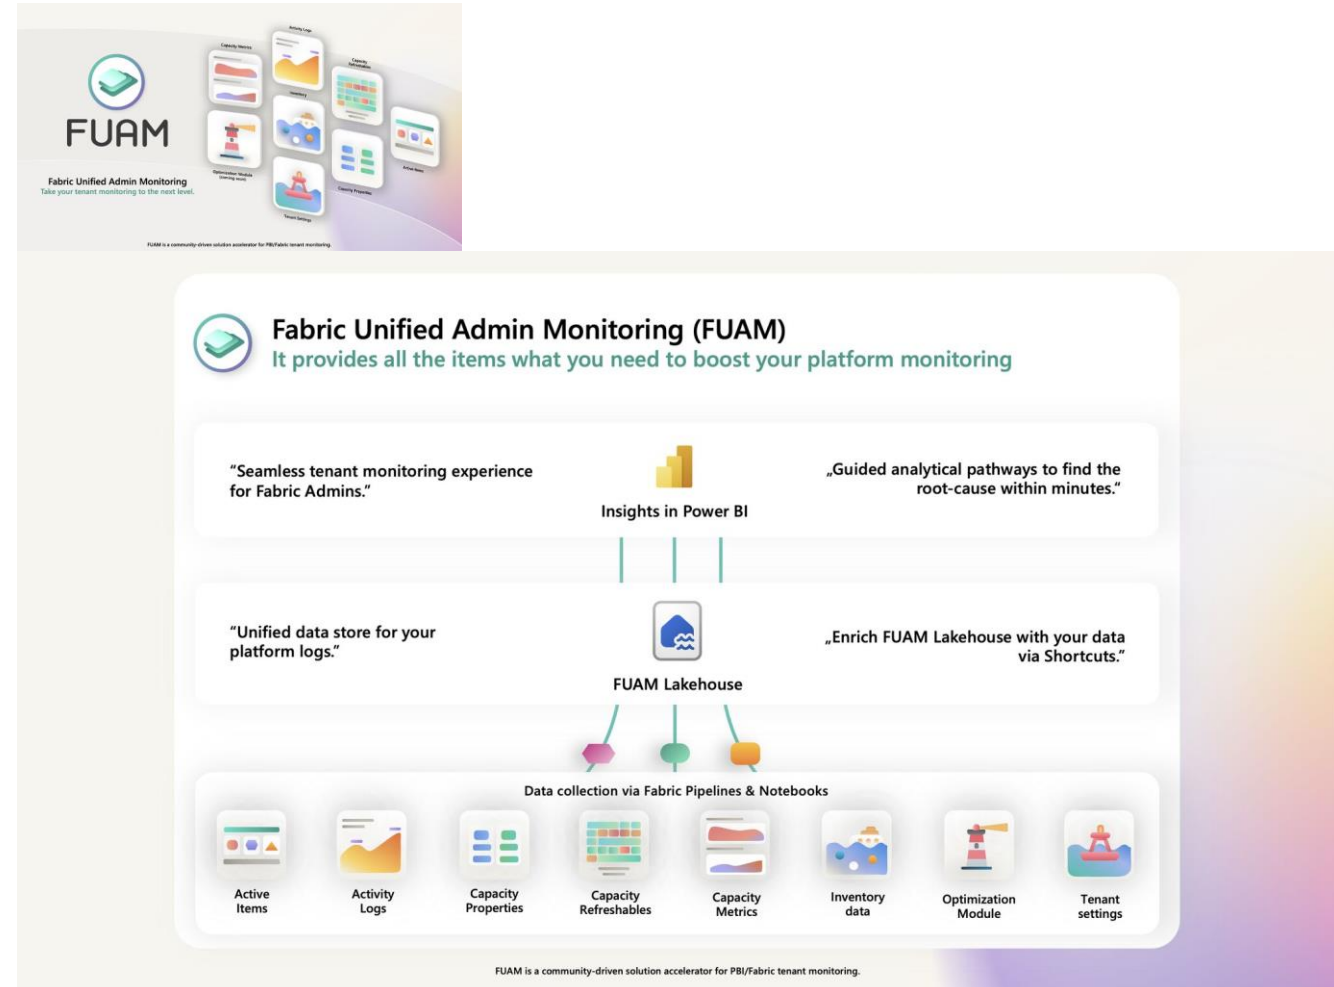 Activity Logs
Capacity Metrics
Capacity
Refreshables
Inventory
FUAM
Active Items
Optimization Module
(coming soon)
Fabric Unified Admin Monitoring
Take your tenant monitoring to the next level.
Capacity Properties
Tenant Settings
FUAM is a community-driven solution accelerator for PBI/Fabric tenant monitoring.
Fabric Unified Admin Monitoring (FUAM)
It provides all the items what you need to boost your platform monitoring
“Seamless tenant monitoring experience
for Fabric Admins.”
Insights in Power BI
„Guided analytical pathways to find the
root-cause within minutes.“
“Unified data store for your
platform logs.”
FUAM Lakehouse
„Enrich FUAM Lakehouse with your data
via Shortcuts.“
Data collection via Fabric Pipelines & Notebooks
Active
Items
Activity
Logs
Capacity
Properties
Capacity
Refreshables
Capacity
Metrics
Inventory
data
Optimization
Module
Tenant
settings
FUAM is a community-driven solution accelerator for PBI/Fabric tenant monitoring.